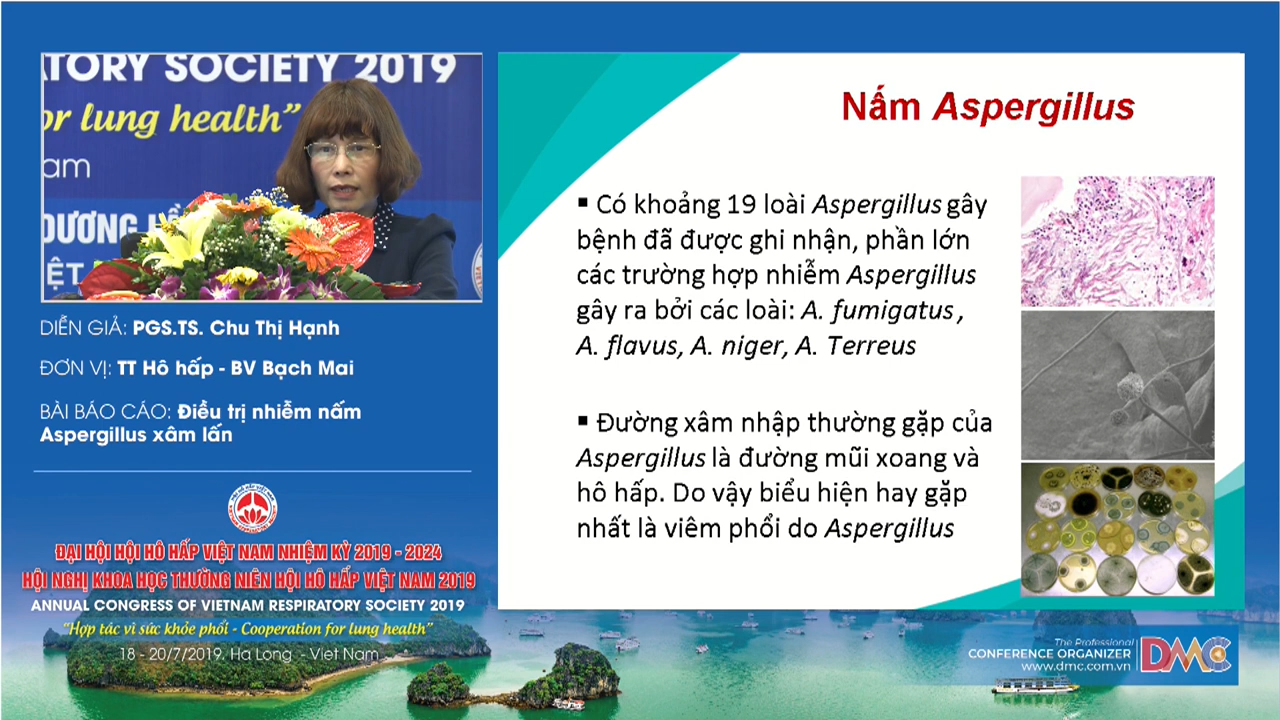 ATORY SOCIETY 2019
or lung health"
am
DƯƠNG
IỆT
DIỄN GIẢ: PGS.TS. Chu Thị Hạnh
ĐƠN VỊ: TT Hô hấp - BV Bạch Mai
BÀI BÁO CÁO: Điều trị nhiễm nấm
Aspergillus xâm lấn
ĐẠI HỘI HỘI HÔ HẤP VIỆT NAM NHIỆM KỲ 2019 - 2024
HỘI NGHỊ KHOA HỌC THƯỜNG NIÊN HỘI HÔ HẤP VIỆT NAM 2019
ANNUAL CONGRESS OF VIETNAM RESPIRATORY SOCIETY 2019
"Hợp tác vì sức khỏe phổi - Cooperation for lung health"
18 - 20/7/2019. Ha Long - Viet Nam
Nấm Aspergillus
▪ Có khoảng 19 loài Aspergillus gây
bệnh đã được ghi nhận, phần lớn
các trường hợp nhiễm Aspergillus
gây ra bởi các loài: A. fumigatus,
A. flavus, A. niger, A. Terreus
▪ Đường xâm nhập thường gặp của
Aspergillus là đường mũi xoang và
hô hấp. Do vậy biểu hiện hay gặp
nhất là viêm phổi do Aspergillus
The Professional
CONFERENCE ORGANIZER
www.dmc.com.vn
DMC